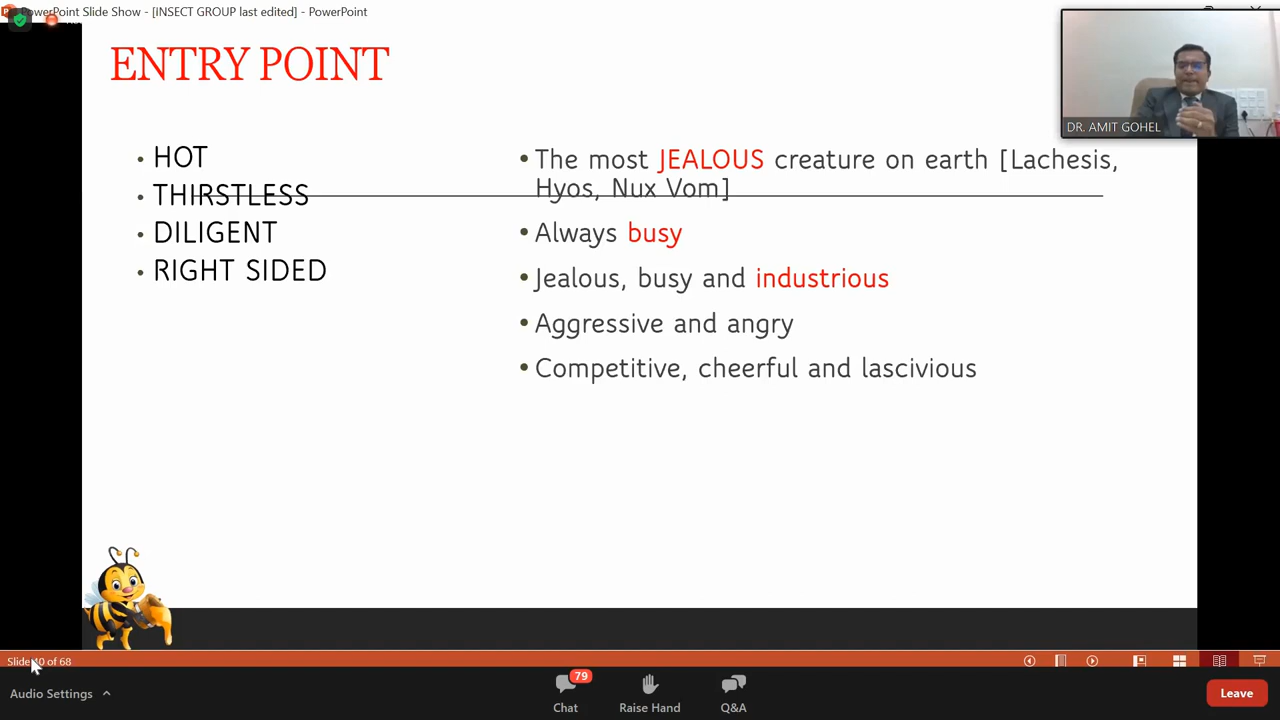 PowerPoint Slide Show - [INSECT GROUP last edited] - PowerPoint
ENTRY POINT
• HOT
• THIRSTLESS
• DILIGENT
• RIGHT SIDED
• The most JEALOUS creature on earth [Lachesis,
Hyos, Nux Vom]
• Always busy
• Jealous, busy and industrious
• Aggressive and angry
• Competitive, cheerful and lascivious
DR. AMIT GOHEL
of 68
Audio Settings
79
Chat
Raise Hand
Q&A
Leave